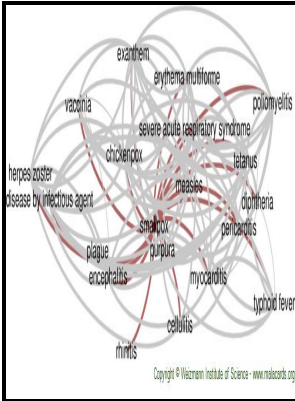 exanthem
erythema multiforme
vaccinia
poliomyelitis
severe acute respiratory syndrome
chickenpox
tetanus
herpes zoster
measles
disease by infectious agent
diphtheria
smallpox
pericarditis
plague
purpura
encephalitis
myocarditis
typhoid fever
cellulitis
rhinitis
Copyright © Weizmann Institute of Science - www.malacards.org